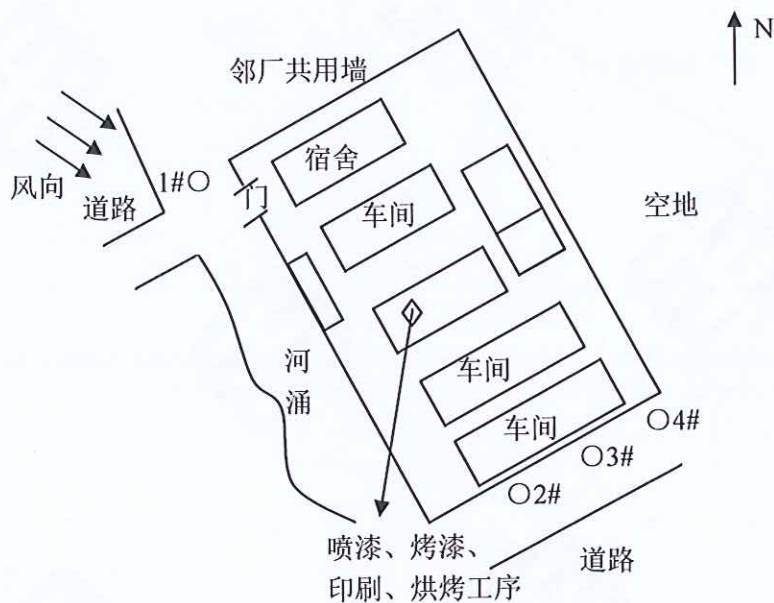 N
邻厂共用墙
宿舍
风向
道路
1#○
门
车间
空地
河
涌
车间
车间
○4#
○3#
○2#
喷漆、烤漆、
印刷、烘烤工序
道路